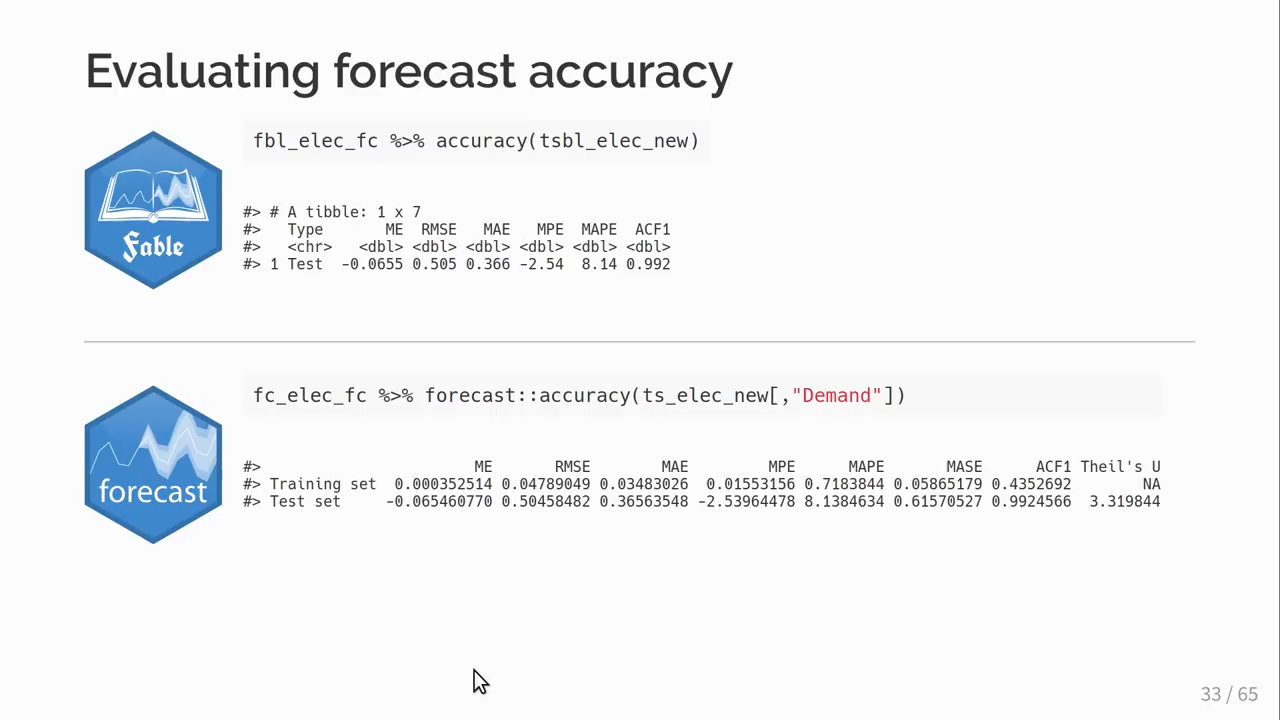 Evaluating forecast accuracy
fbl_elec_fc %>% accuracy(tsbl_elec_new)
Fable
#> # A tibble: 1 x 7
#>   Type      ME  RMSE   MAE   MPE  MAPE  ACF1
#>   <chr>   <dbl> <dbl> <dbl> <dbl> <dbl> <dbl>
#> 1 Test  -0.0655 0.505 0.366 -2.54  8.14 0.992
fc_elec_fc %>% forecast::accuracy(ts_elec_new[,"Demand"])
forecast
#>                        ME       RMSE        MAE         MPE      MAPE       MASE      ACF1 Theil's U
#> Training set  0.000352514 0.04789049 0.03483026  0.01553156 0.7183844 0.05865179 0.4352692        NA
#> Test set     -0.065460770 0.50458482 0.36563548 -2.53964478 8.1384634 0.61570527 0.9924566  3.319844
33 / 65